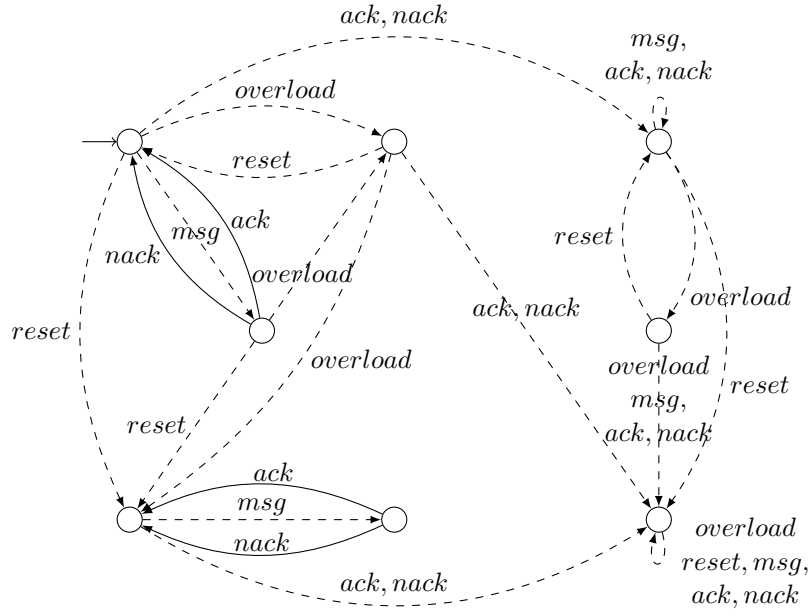 ack, nack
msg,
ack, nack
overload
reset
msg
ack
nack
reset
overload
overload
ack, nack
reset
overload
overload
reset
msg,
ack, nack
reset
ack
msg
nack
overload
reset, msg,
ack, nack
ack, nack